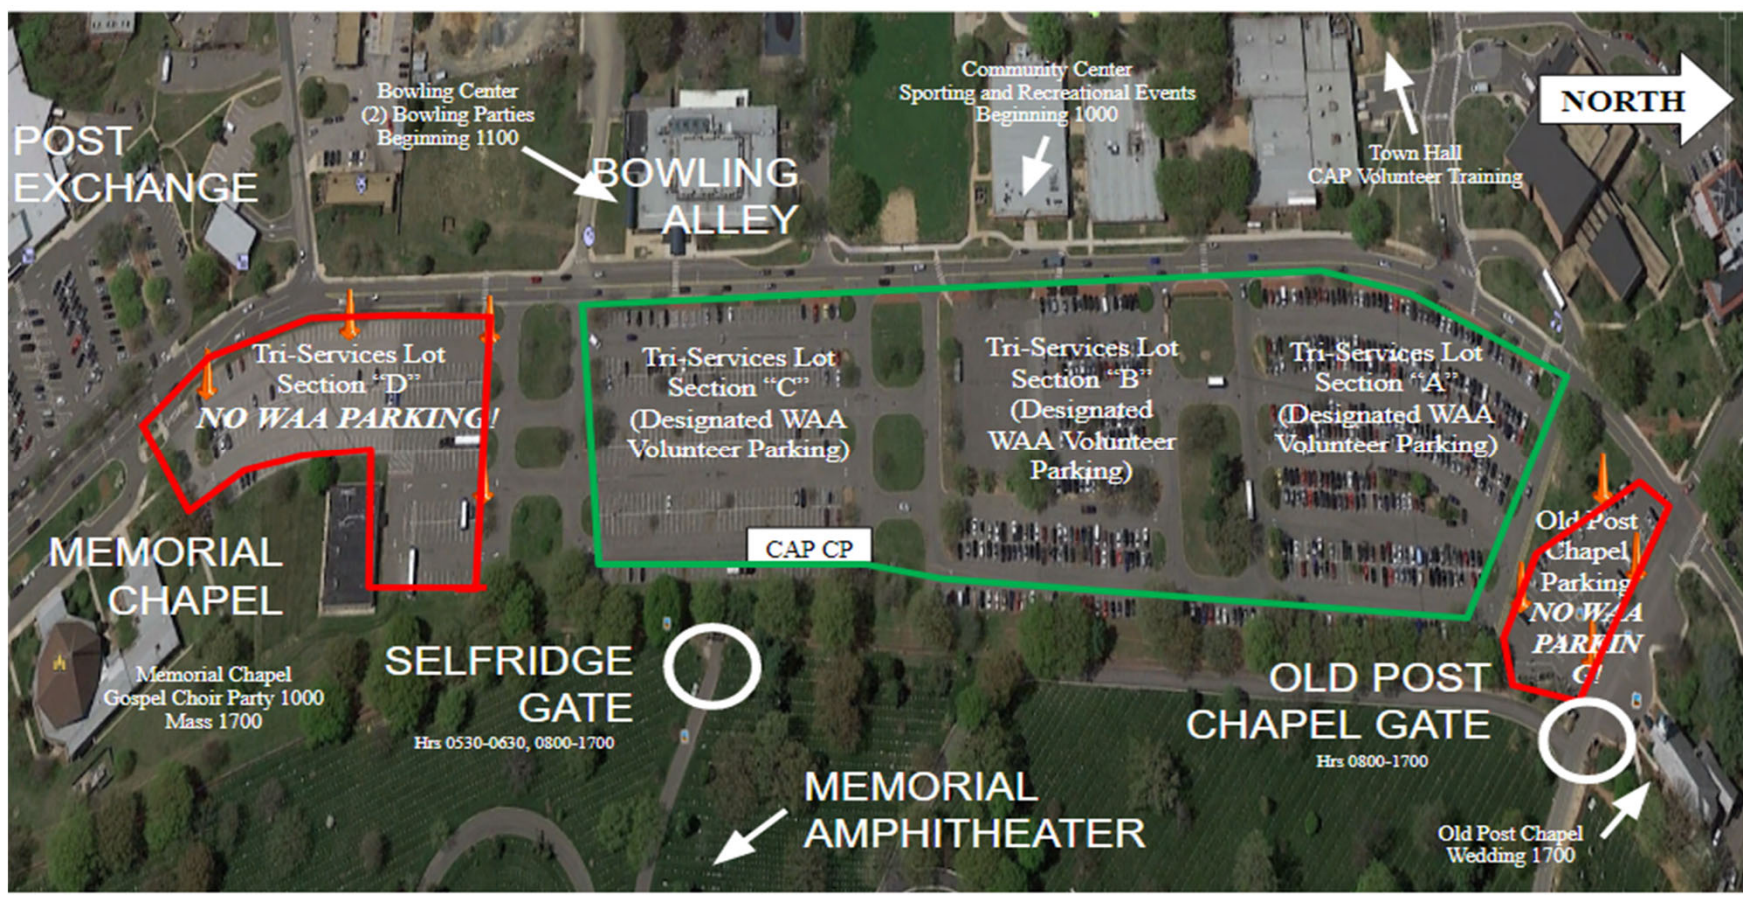 POST
EXCHANGE
Bowling Center
(2) Bowling Parties
Beginning 1100
BOWLING
ALLEY
Community Center
Sporting and Recreational Events
Beginning 1000
Town Hall
CAP Volunteer Training
NORTH
Tri-Services Lot
Section “D”
NO WAA PARKING!
Tri-Services Lot
Section “C”
(Designated WAA
Volunteer Parking)
Tri-Services Lot
Section “B”
(Designated
WAA Volunteer
Parking)
Tri-Services Lot
Section “A”
(Designated WAA
Volunteer Parking)
Old Post
Chapel
Parking
NO WAA
PARKIN
G!
CAP CP
MEMORIAL
CHAPEL
Memorial Chapel
Gospel Choir Party 1000
Mass 1700
SELFRIDGE
GATE
Hrs 0530-0630, 0800-1700
OLD POST
CHAPEL GATE
Hrs 0800-1700
MEMORIAL
AMPHITHEATER
Old Post Chapel
Wedding 1700